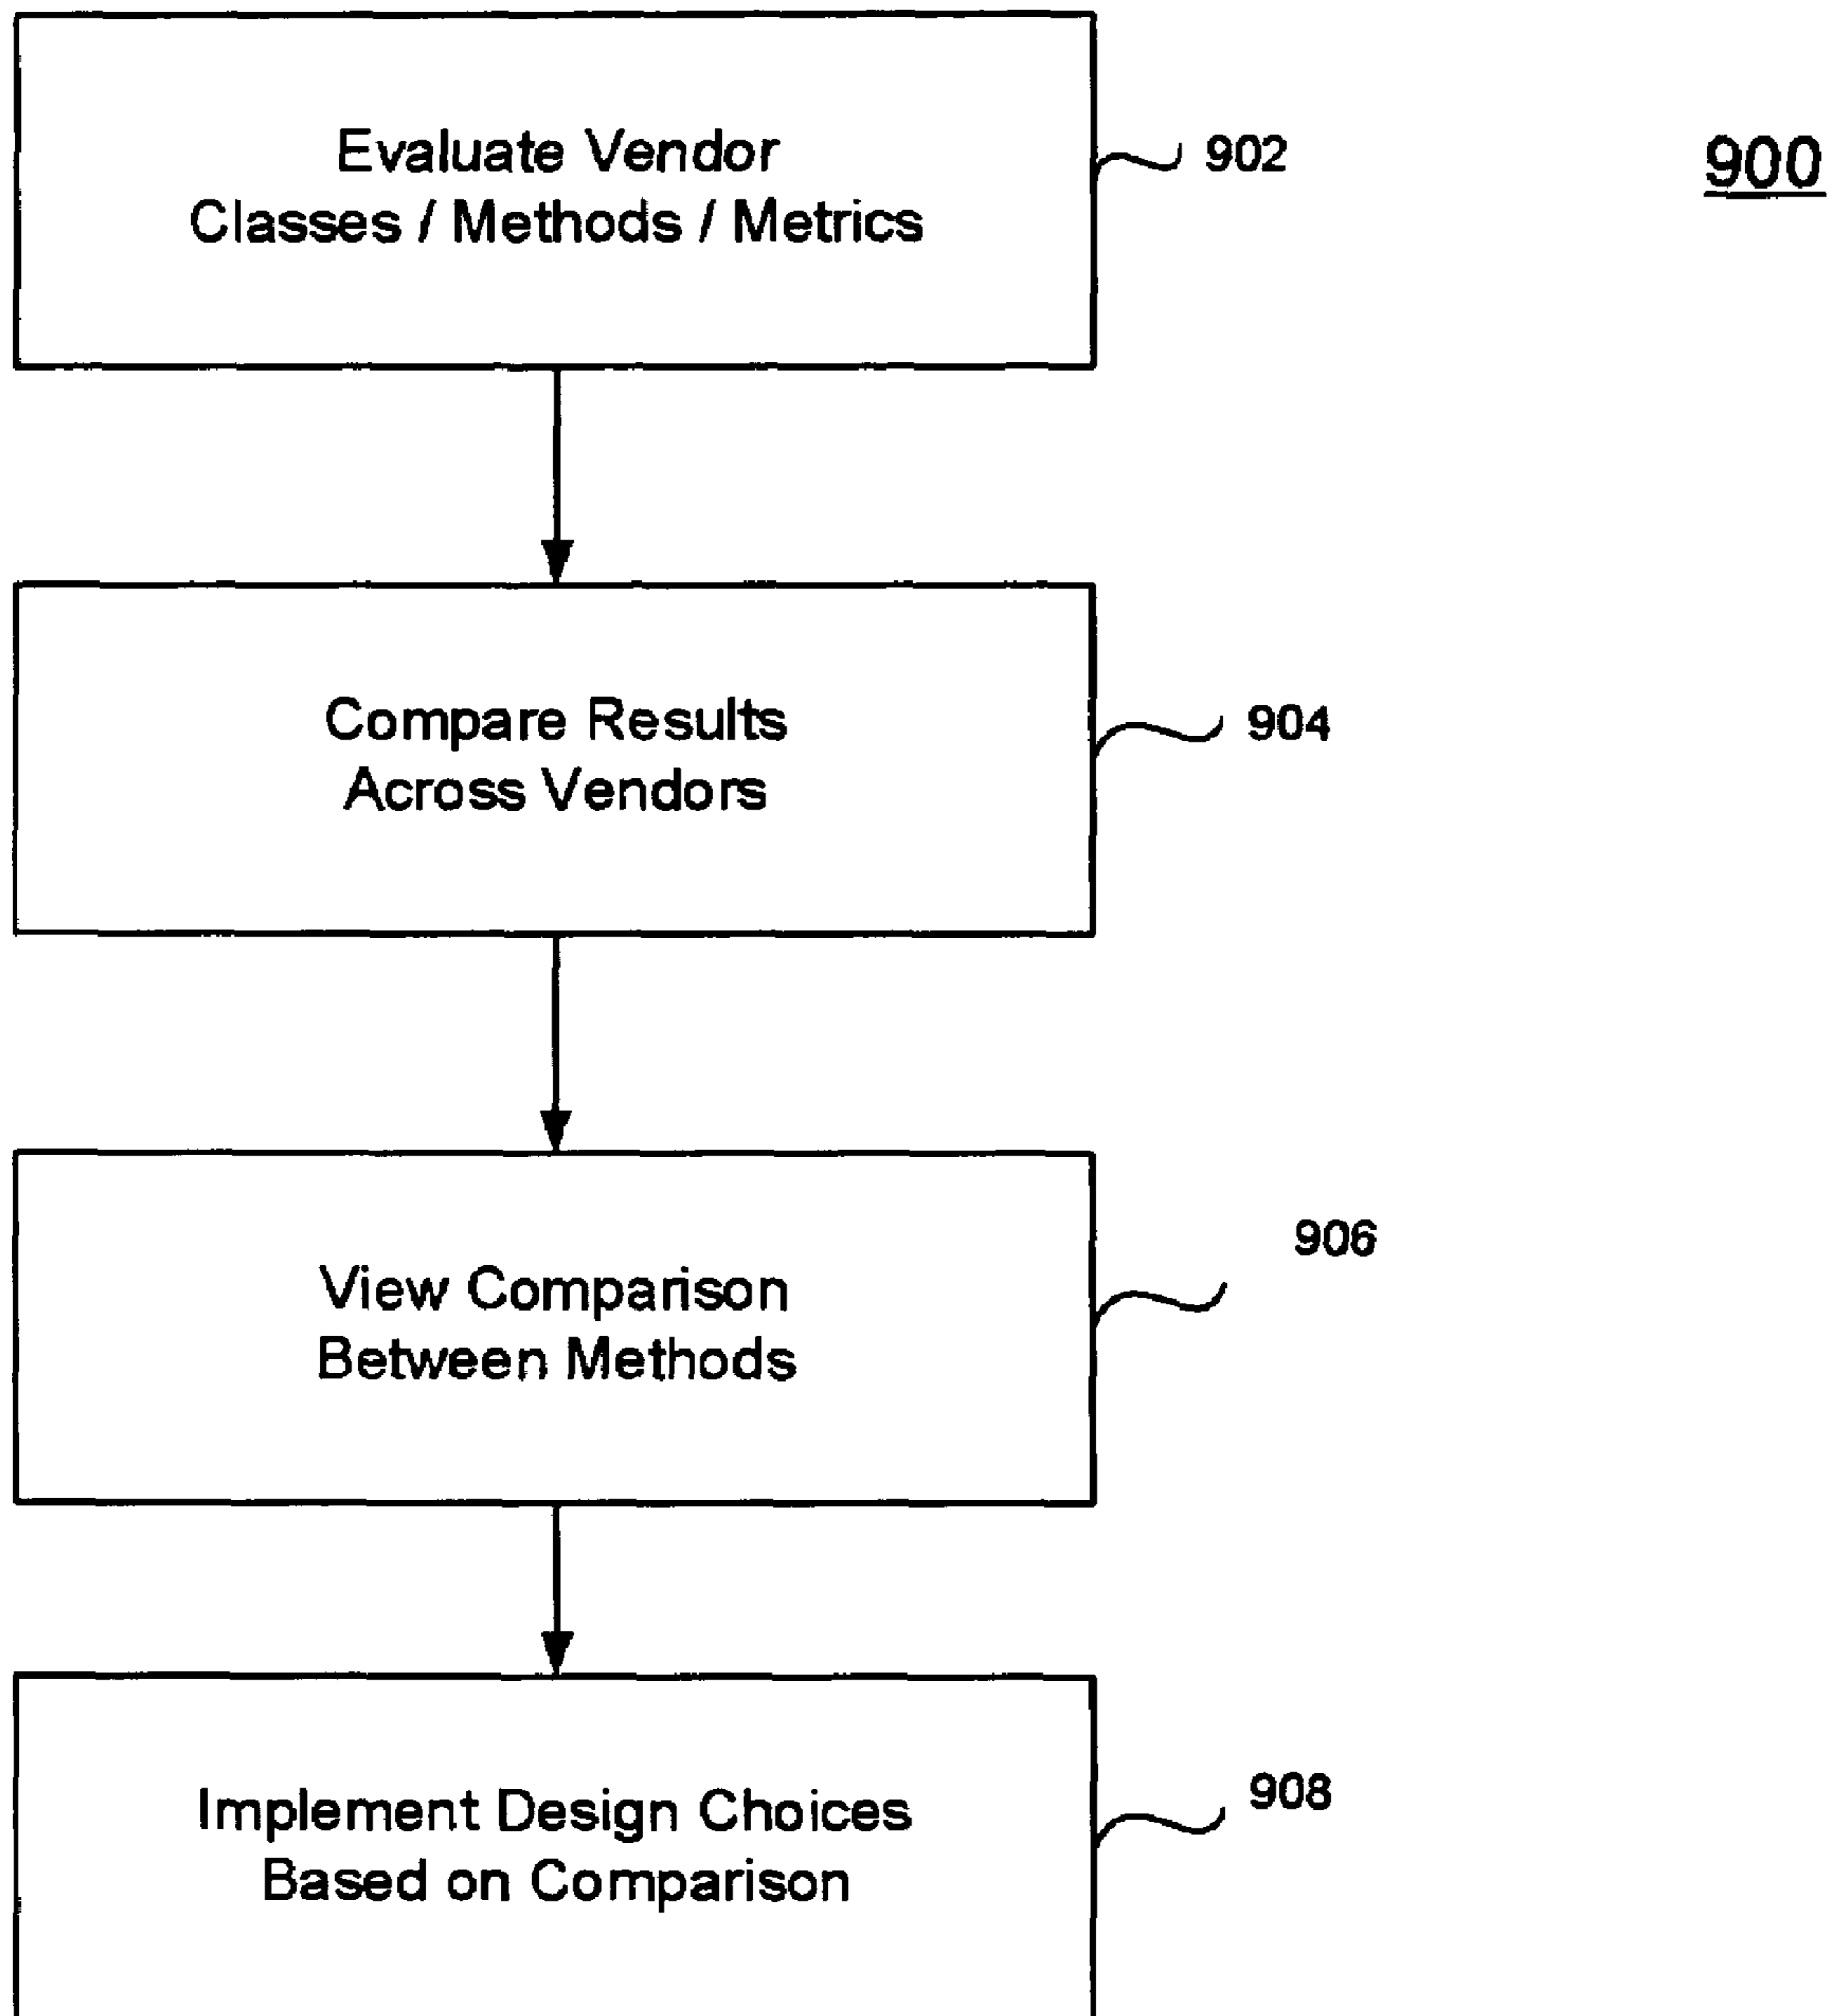 Evaluate Vendor
Classes / Methods / Metrics
902
900
Compare Results
Across Vendors
904
View Comparison
Between Methods
906
Implement Design Choices
Based on Comparison
908